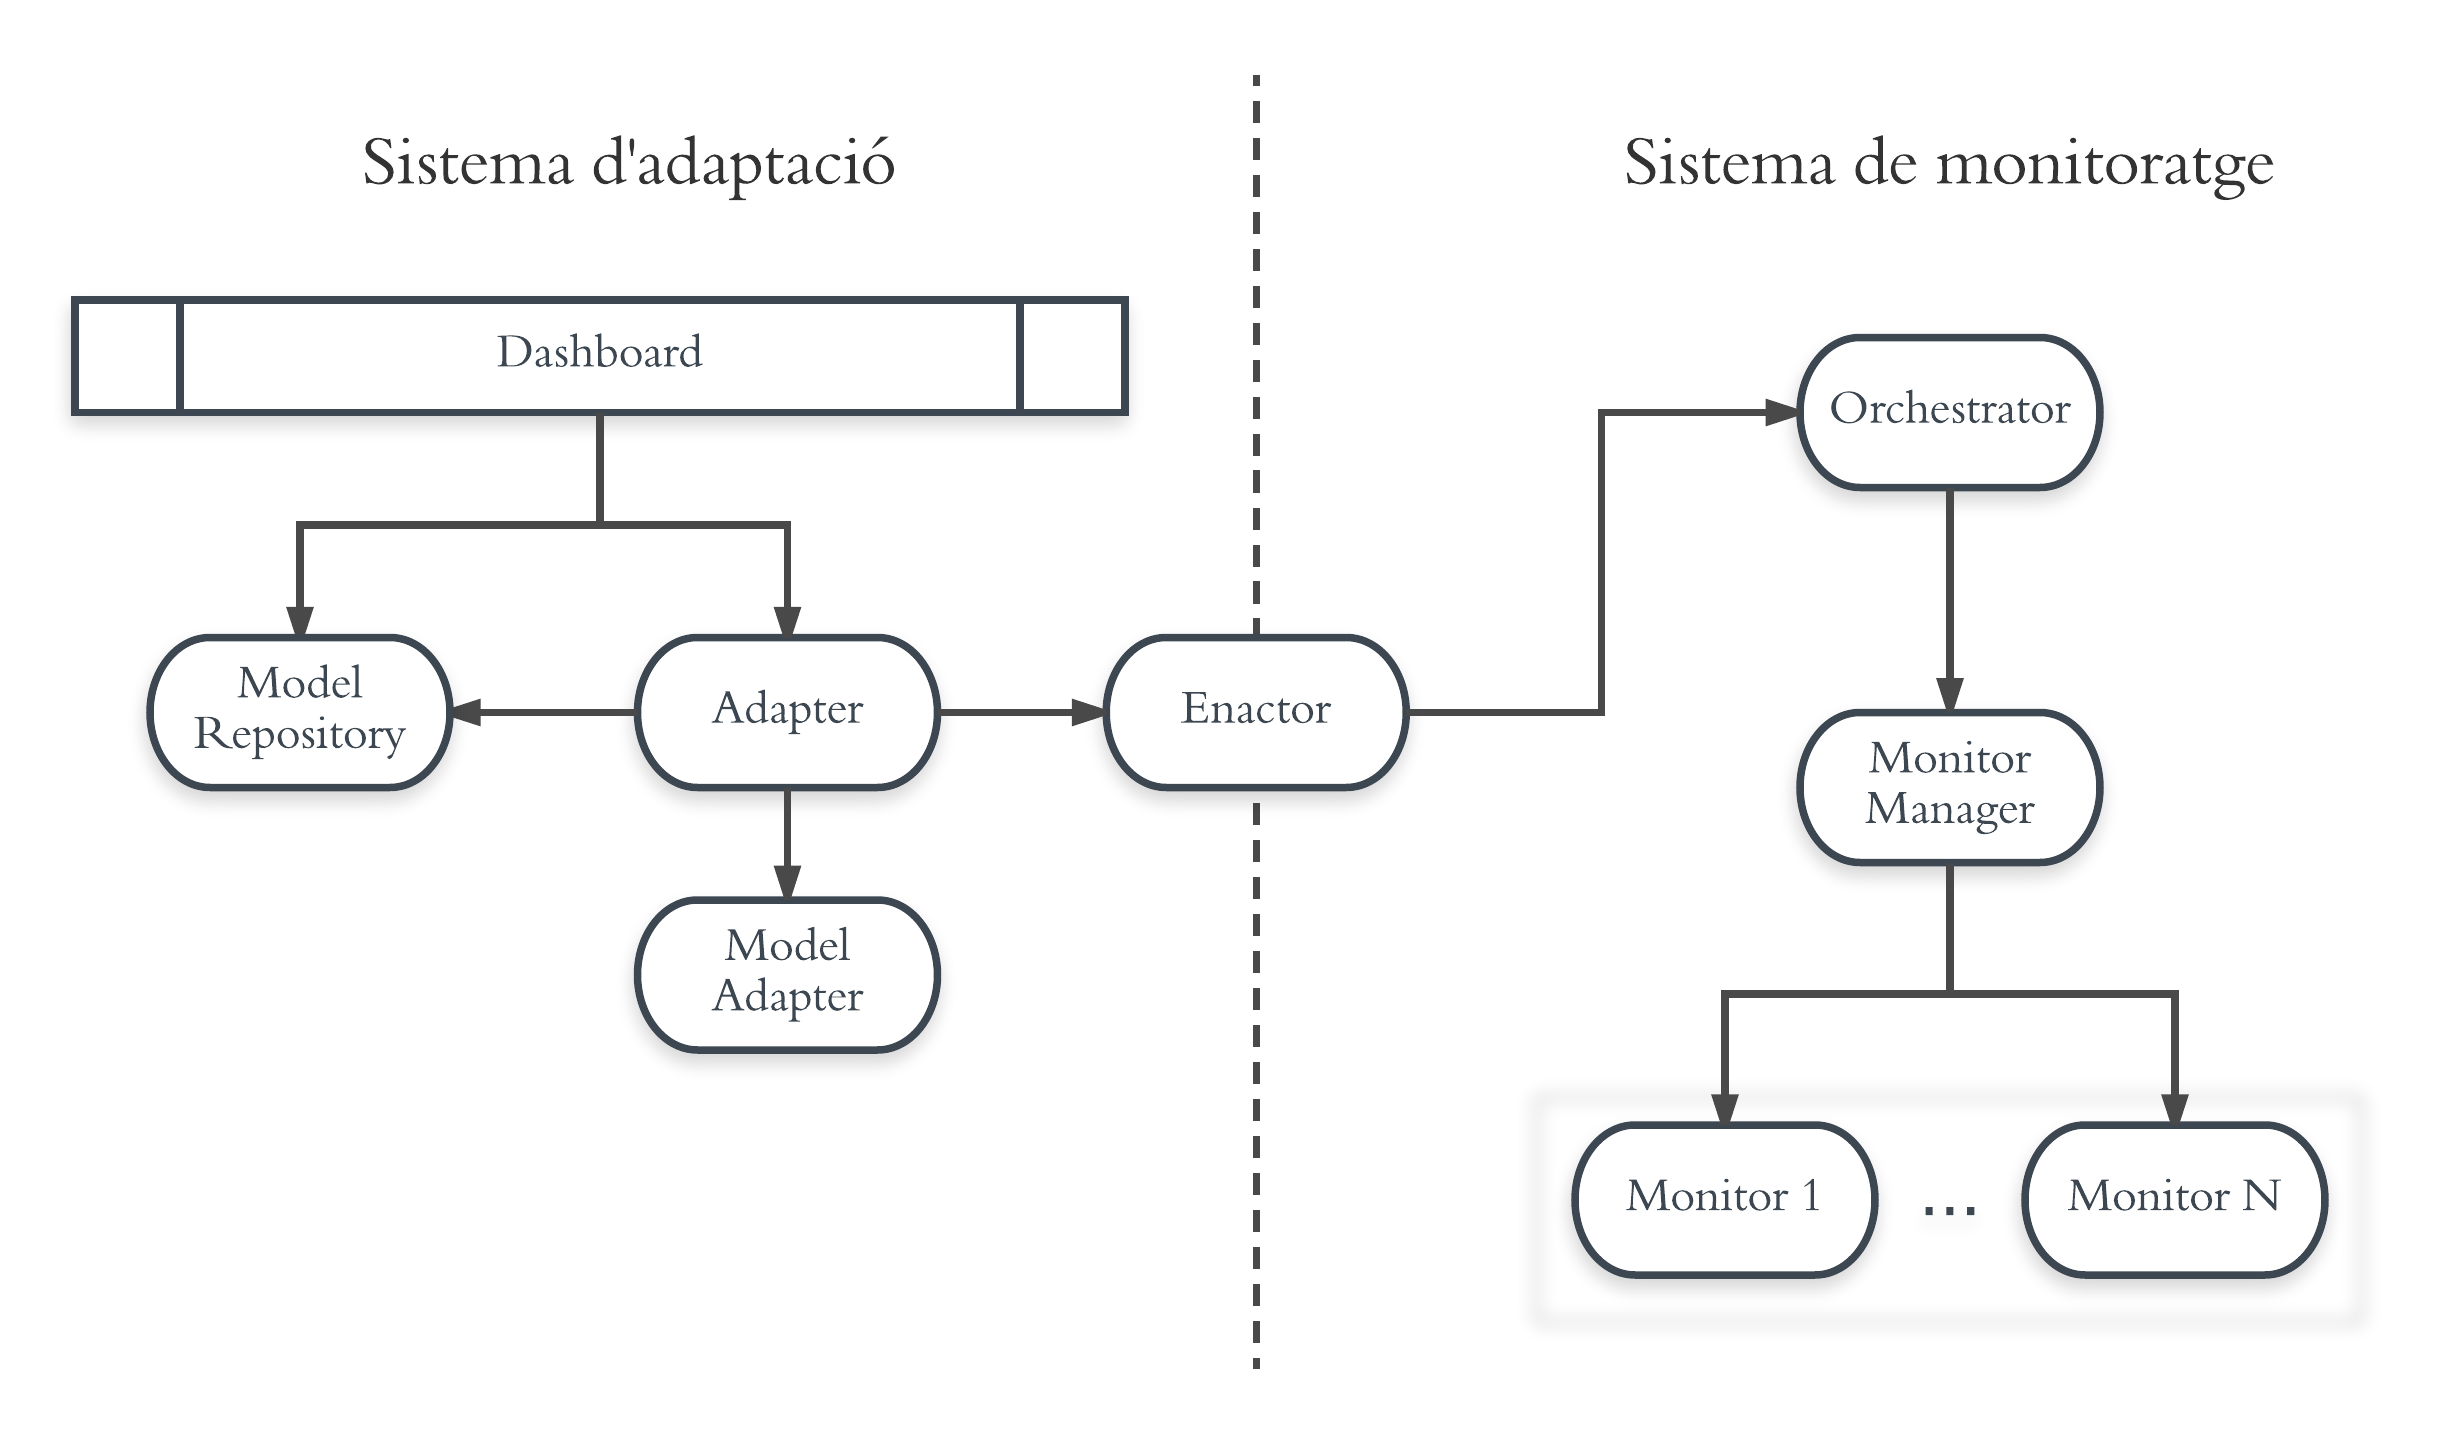 Sistema d'adaptació
Sistema de monitoratge
Dashboard
Orchestrator
Model
Repository
Adapter
Enactor
Monitor
Manager
Model
Adapter
Monitor 1
...
Monitor N